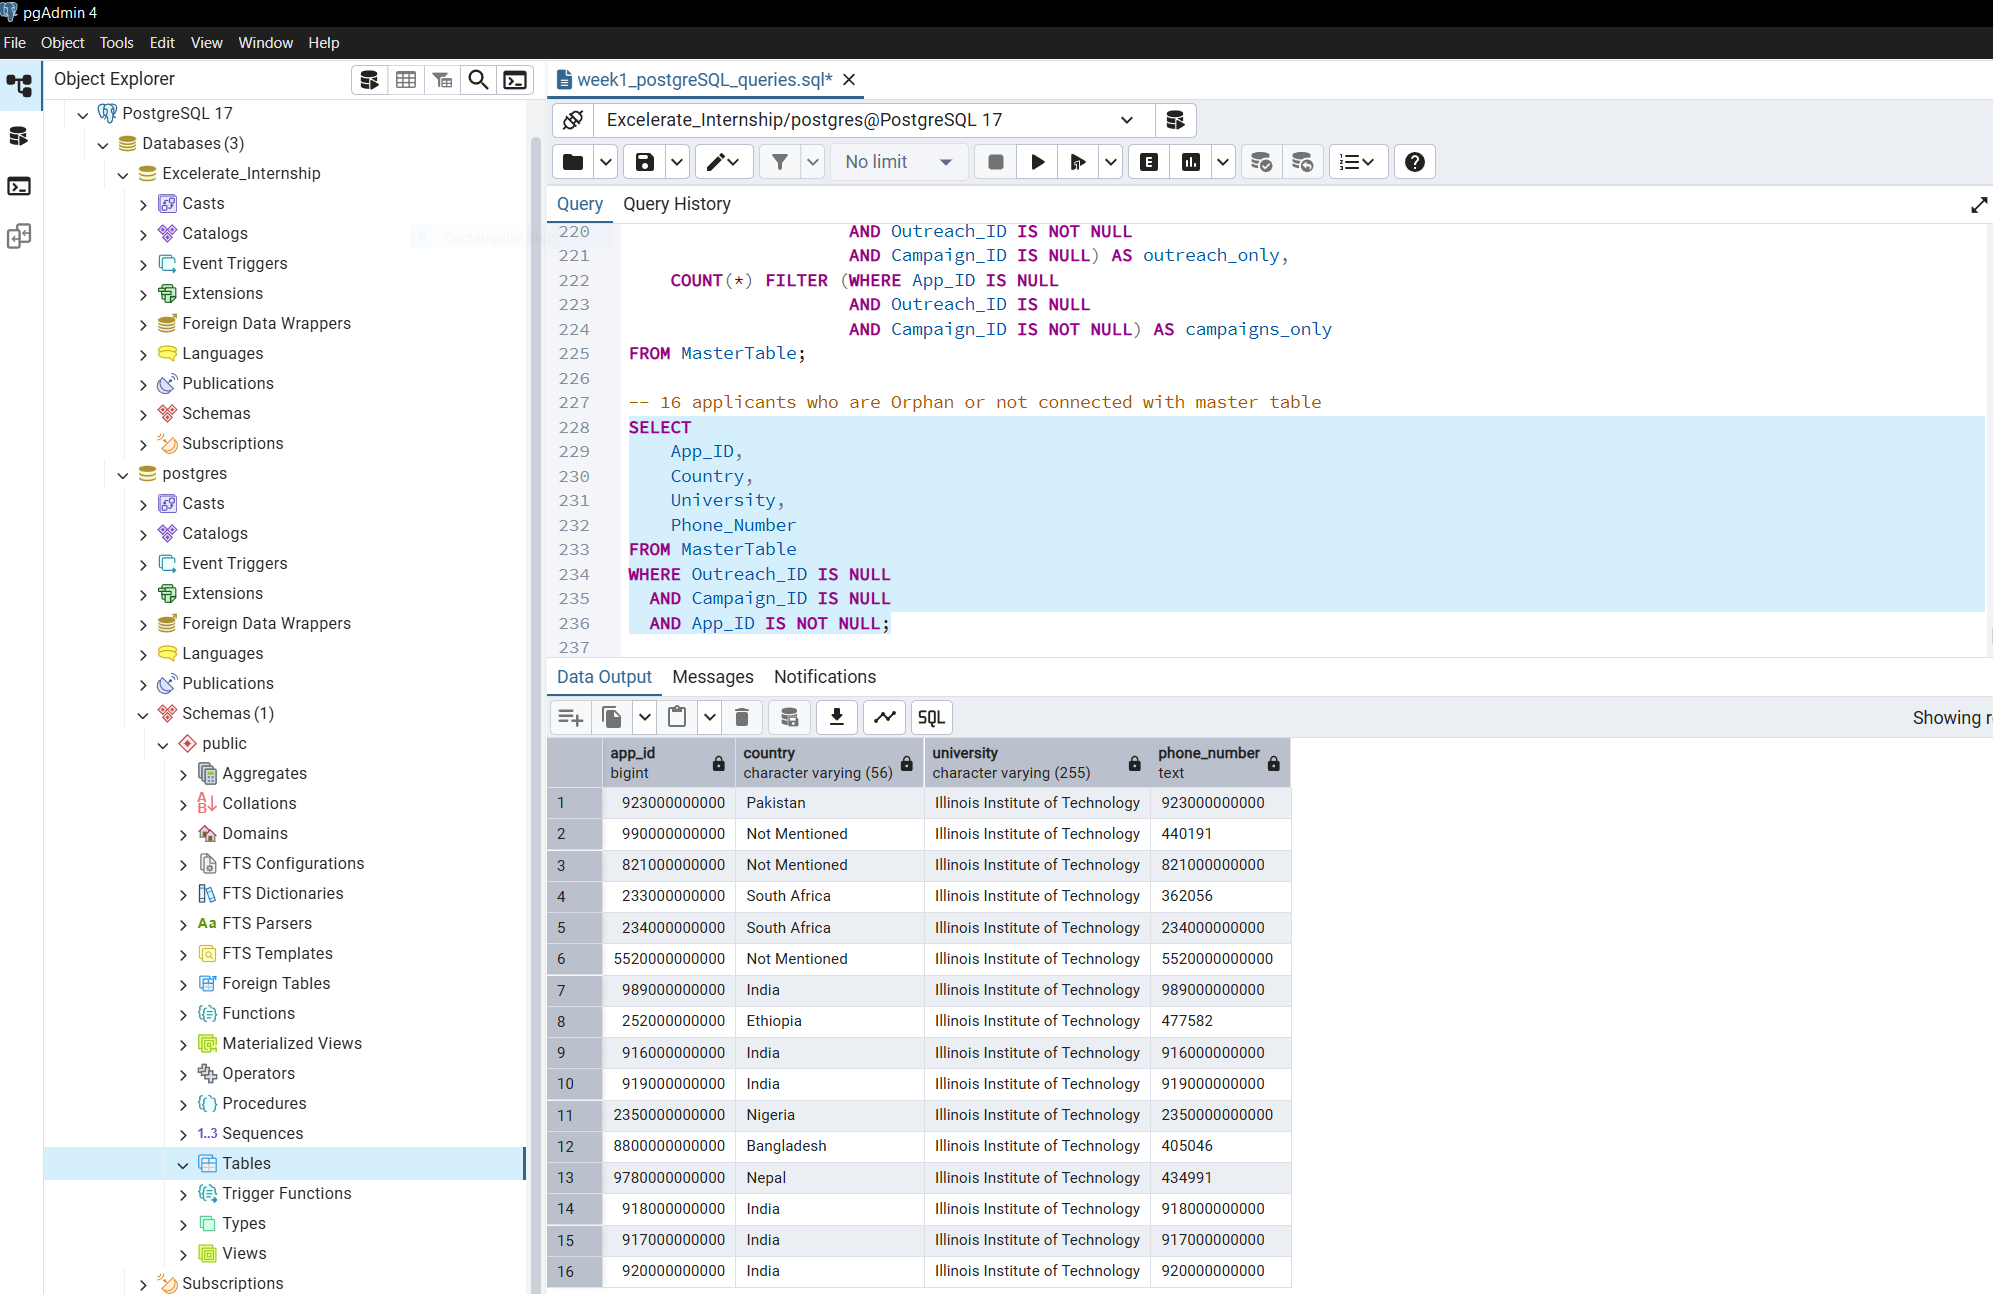 pgAdmin 4
File Object Tools Edit View Window Help
Object Explorer
PostgreSQL 17
Databases (3)
Excelerate_Internship
Casts
Catalogs
Event Triggers
Extensions
Foreign Data Wrappers
Languages
Publications
Schemas
Subscriptions
postgres
Casts
Catalogs
Event Triggers
Extensions
Foreign Data Wrappers
Languages
Publications
Schemas (1)
public
Aggregates
Collations
Domains
FTS Configurations
FTS Dictionaries
Aa FTS Parsers
FTS Templates
Foreign Tables
Functions
Materialized Views
Operators
Procedures
1..3 Sequences
Tables
Trigger Functions
Types
Views
Subscriptions
week1_postgreSQL_queries.sql*
Excelerate_Internship/postgres@PostgreSQL 17
No limit
E
Query Query History
Rectangular Snip
220 AND Outreach_ID IS NOT NULL
221 AND Campaign_ID IS NULL) AS outreach_only,
222 COUNT(*) FILTER (WHERE App_ID IS NULL
223 AND Outreach_ID IS NULL
224 AND Campaign_ID IS NOT NULL) AS campaigns_only
225 FROM MasterTable;
226
227 -- 16 applicants who are Orphan or not connected with master table
228 SELECT
229 App_ID,
230 Country,
231 University,
232 Phone_Number
233 FROM MasterTable
234 WHERE Outreach_ID IS NULL
235 AND Campaign_ID IS NULL
236 AND App_ID IS NOT NULL;
237
Data Output Messages Notifications
SQL
Showing r
app_id country university phone_number
bigint character varying (56) character varying (255) text
1 923000000000 Pakistan Illinois Institute of Technology 923000000000
2 990000000000 Not Mentioned Illinois Institute of Technology 440191
3 821000000000 Not Mentioned Illinois Institute of Technology 821000000000
4 233000000000 South Africa Illinois Institute of Technology 362056
5 234000000000 South Africa Illinois Institute of Technology 234000000000
6 5520000000000 Not Mentioned Illinois Institute of Technology 5520000000000
7 989000000000 India Illinois Institute of Technology 989000000000
8 252000000000 Ethiopia Illinois Institute of Technology 477582
9 916000000000 India Illinois Institute of Technology 916000000000
10 919000000000 India Illinois Institute of Technology 919000000000
11 2350000000000 Nigeria Illinois Institute of Technology 2350000000000
12 8800000000000 Bangladesh Illinois Institute of Technology 405046
13 9780000000000 Nepal Illinois Institute of Technology 434991
14 918000000000 India Illinois Institute of Technology 918000000000
15 917000000000 India Illinois Institute of Technology 917000000000
16 920000000000 India Illinois Institute of Technology 920000000000